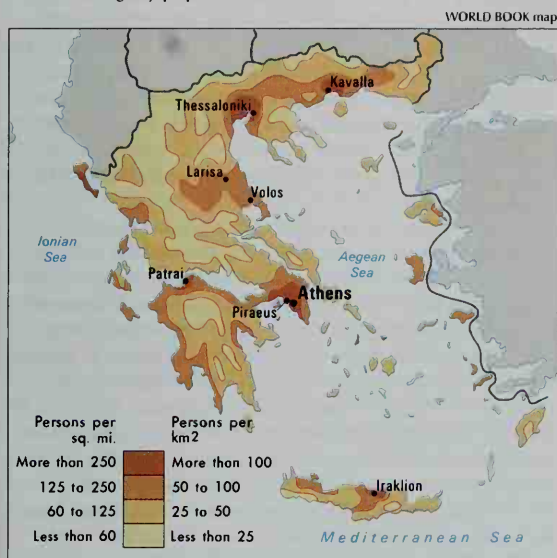 WORLD BOOK map
Kavalla
Thessaloniki
Larisa
Volos
Ionian
Sea
Aegean
Sea
Patrai
Athens
Piraeus
Persons per
sq. mi.
Persons per
km2
More than 250
More than 100
125 to 250
50 to 100
60 to 125
25 to 50
Less than 60
Less than 25
Iraklion
Mediterranean Sea